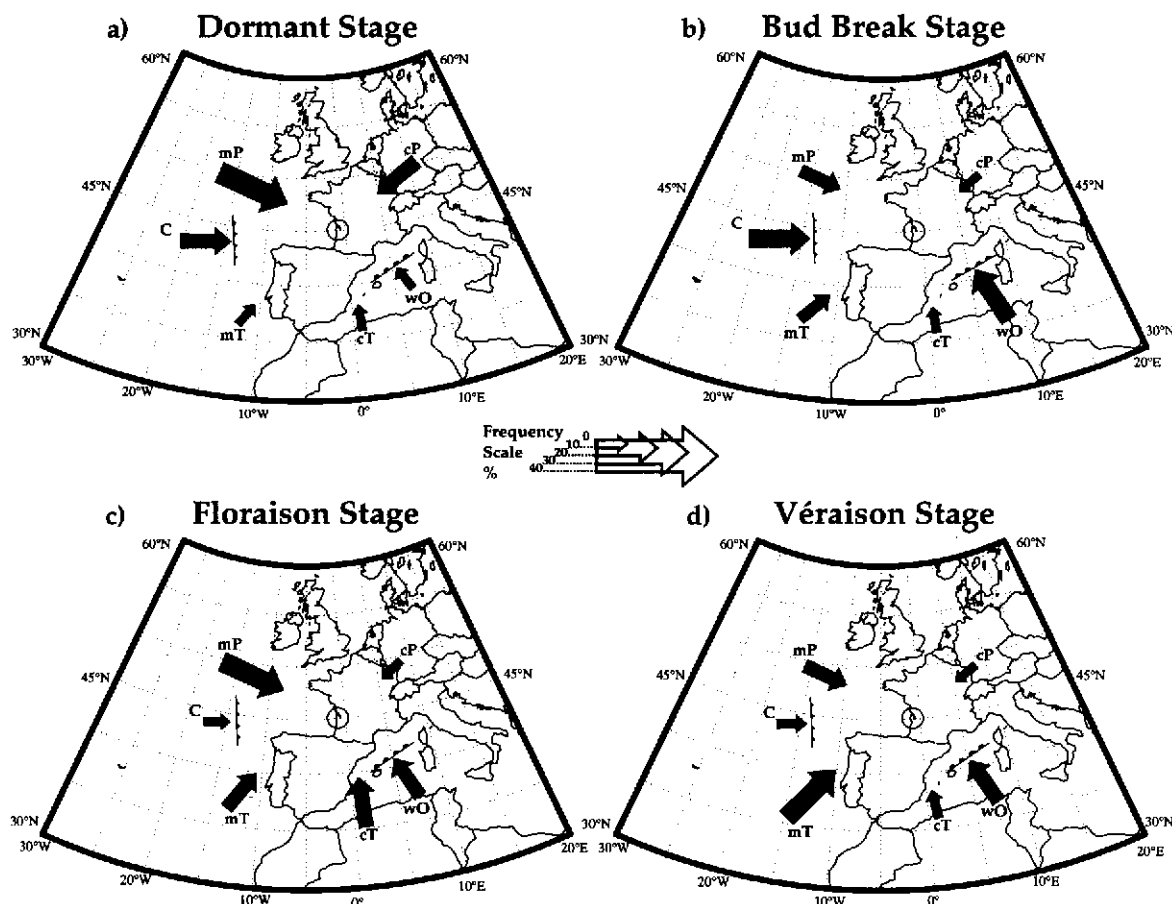 a) Dormant Stage
60°N
60°N
mP
cP
45°N
45°N
C
mT
cT
wO
30°N
30°W
20°W
10°W
0°
10°E
30°N
20°E
b) Bud Break Stage
60°N
60°N
mP
cP
45°N
45°N
C
mT
cT
wO
30°N
30°W
20°W
10°W
0°
10°E
30°N
20°E
Frequency 0
Scale 10
% 20
30
40
c) Floraison Stage
60°N
60°N
mP
cP
45°N
45°N
C
mT
cT
wO
30°N
30°W
20°W
10°W
0°
10°E
30°N
20°E
d) Véraison Stage
60°N
60°N
mP
cP
45°N
45°N
C
mT
cT
wO
30°N
30°W
20°W
10°W
0°
10°E
30°N
20°E